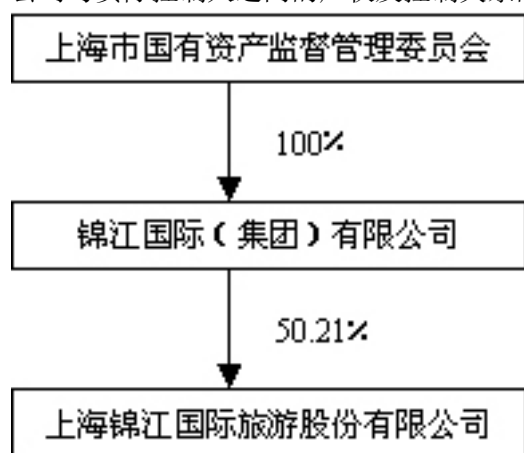 上海市国有资产监督管理委员会
100%
锦江国际（集团）有限公司
50.21%
上海锦江国际旅游股份有限公司